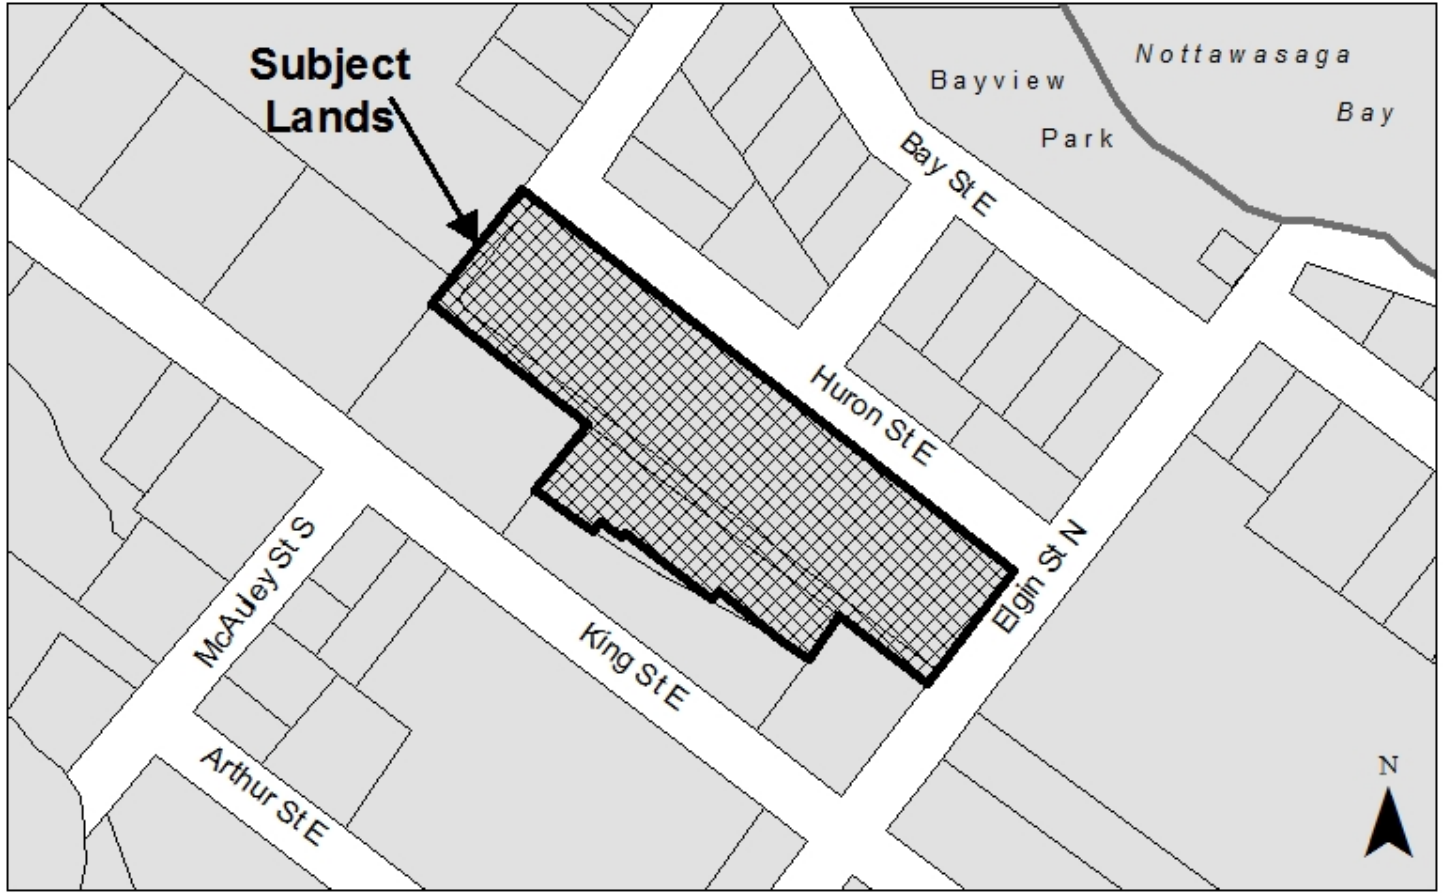 Subject
Lands
Nottawasaga
Bay
Bayview
Park
Bay St E
Huron St E
Elgin St N
McAuley St S
King St E
Arthur St E
N